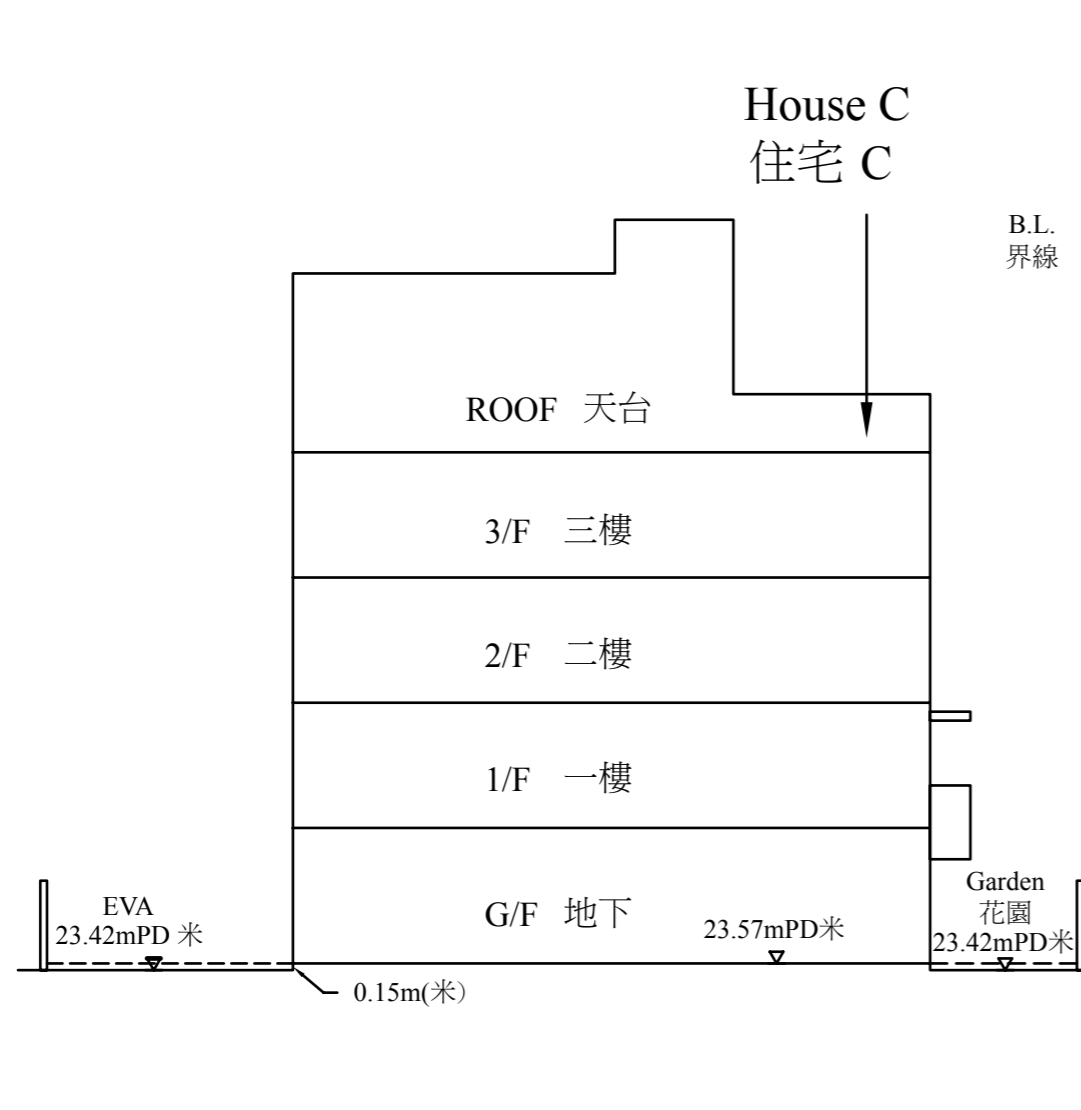 House C
住宅 C
B.L.
界線
ROOF 天台
3/F 三樓
2/F 二樓
1/F 一樓
G/F 地下
EVA
23.42mPD 米
23.57mPD米
Garden
花園
23.42mPD米
0.15m(米）